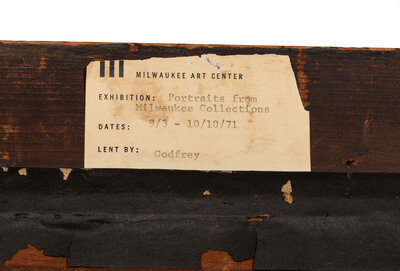 MILWAUKEE ART CENTER
EXHIBITION: Portraits from
Milwaukee Collections
DATES: 9/3 - 10/10/71
LENT BY: Godfrey